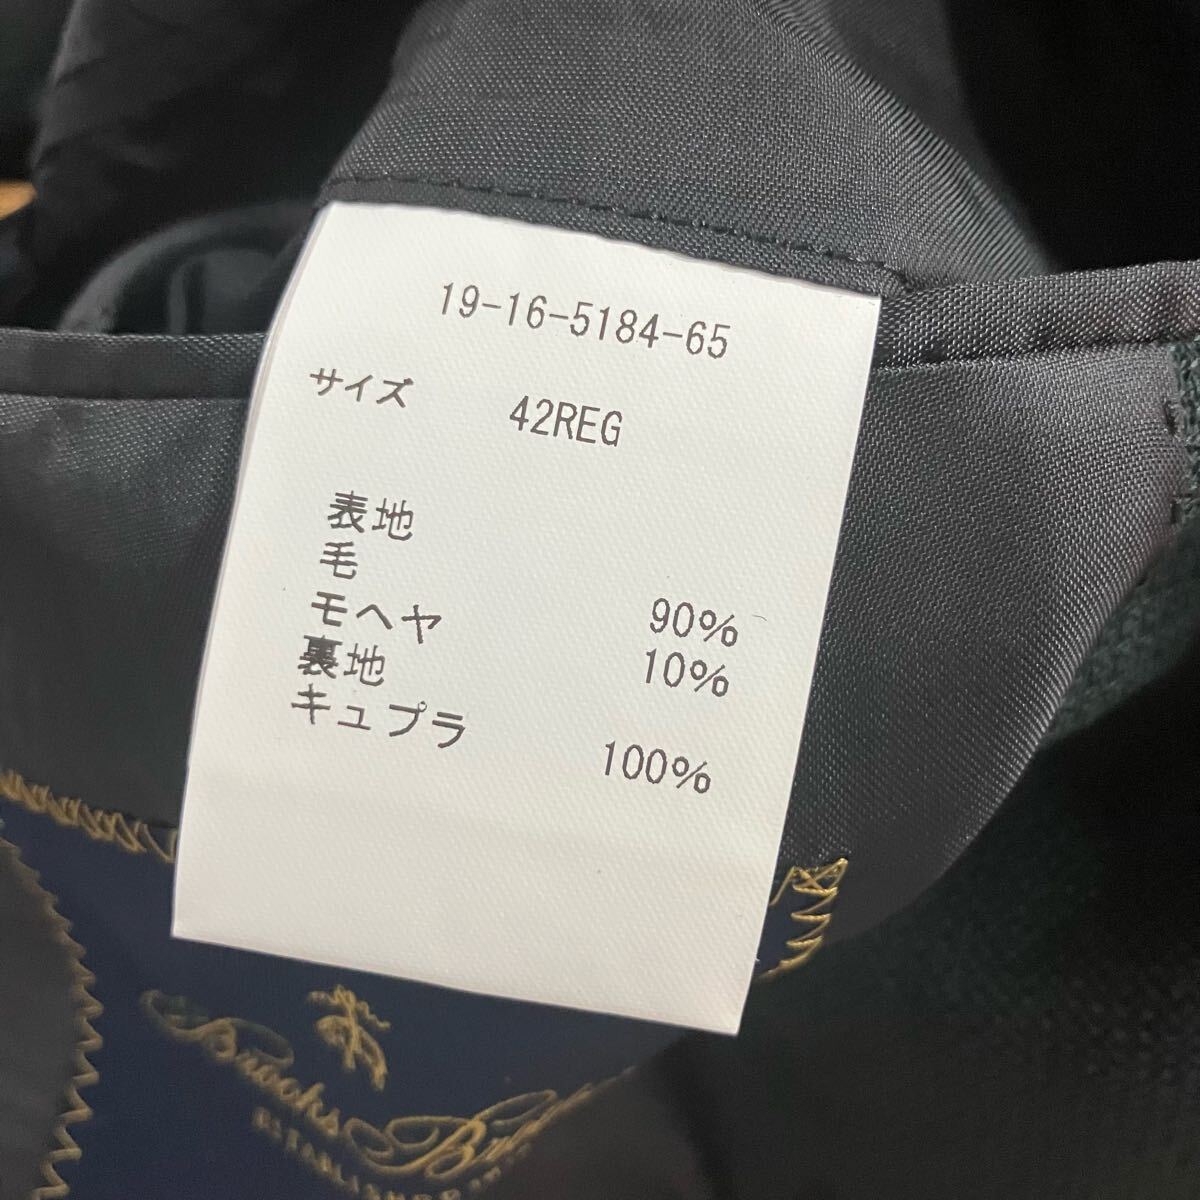 19-16-5184-65
サイズ 42REG
表地
毛 90%
モヘヤ 10%
裏地
キュプラ 100%
Brooks